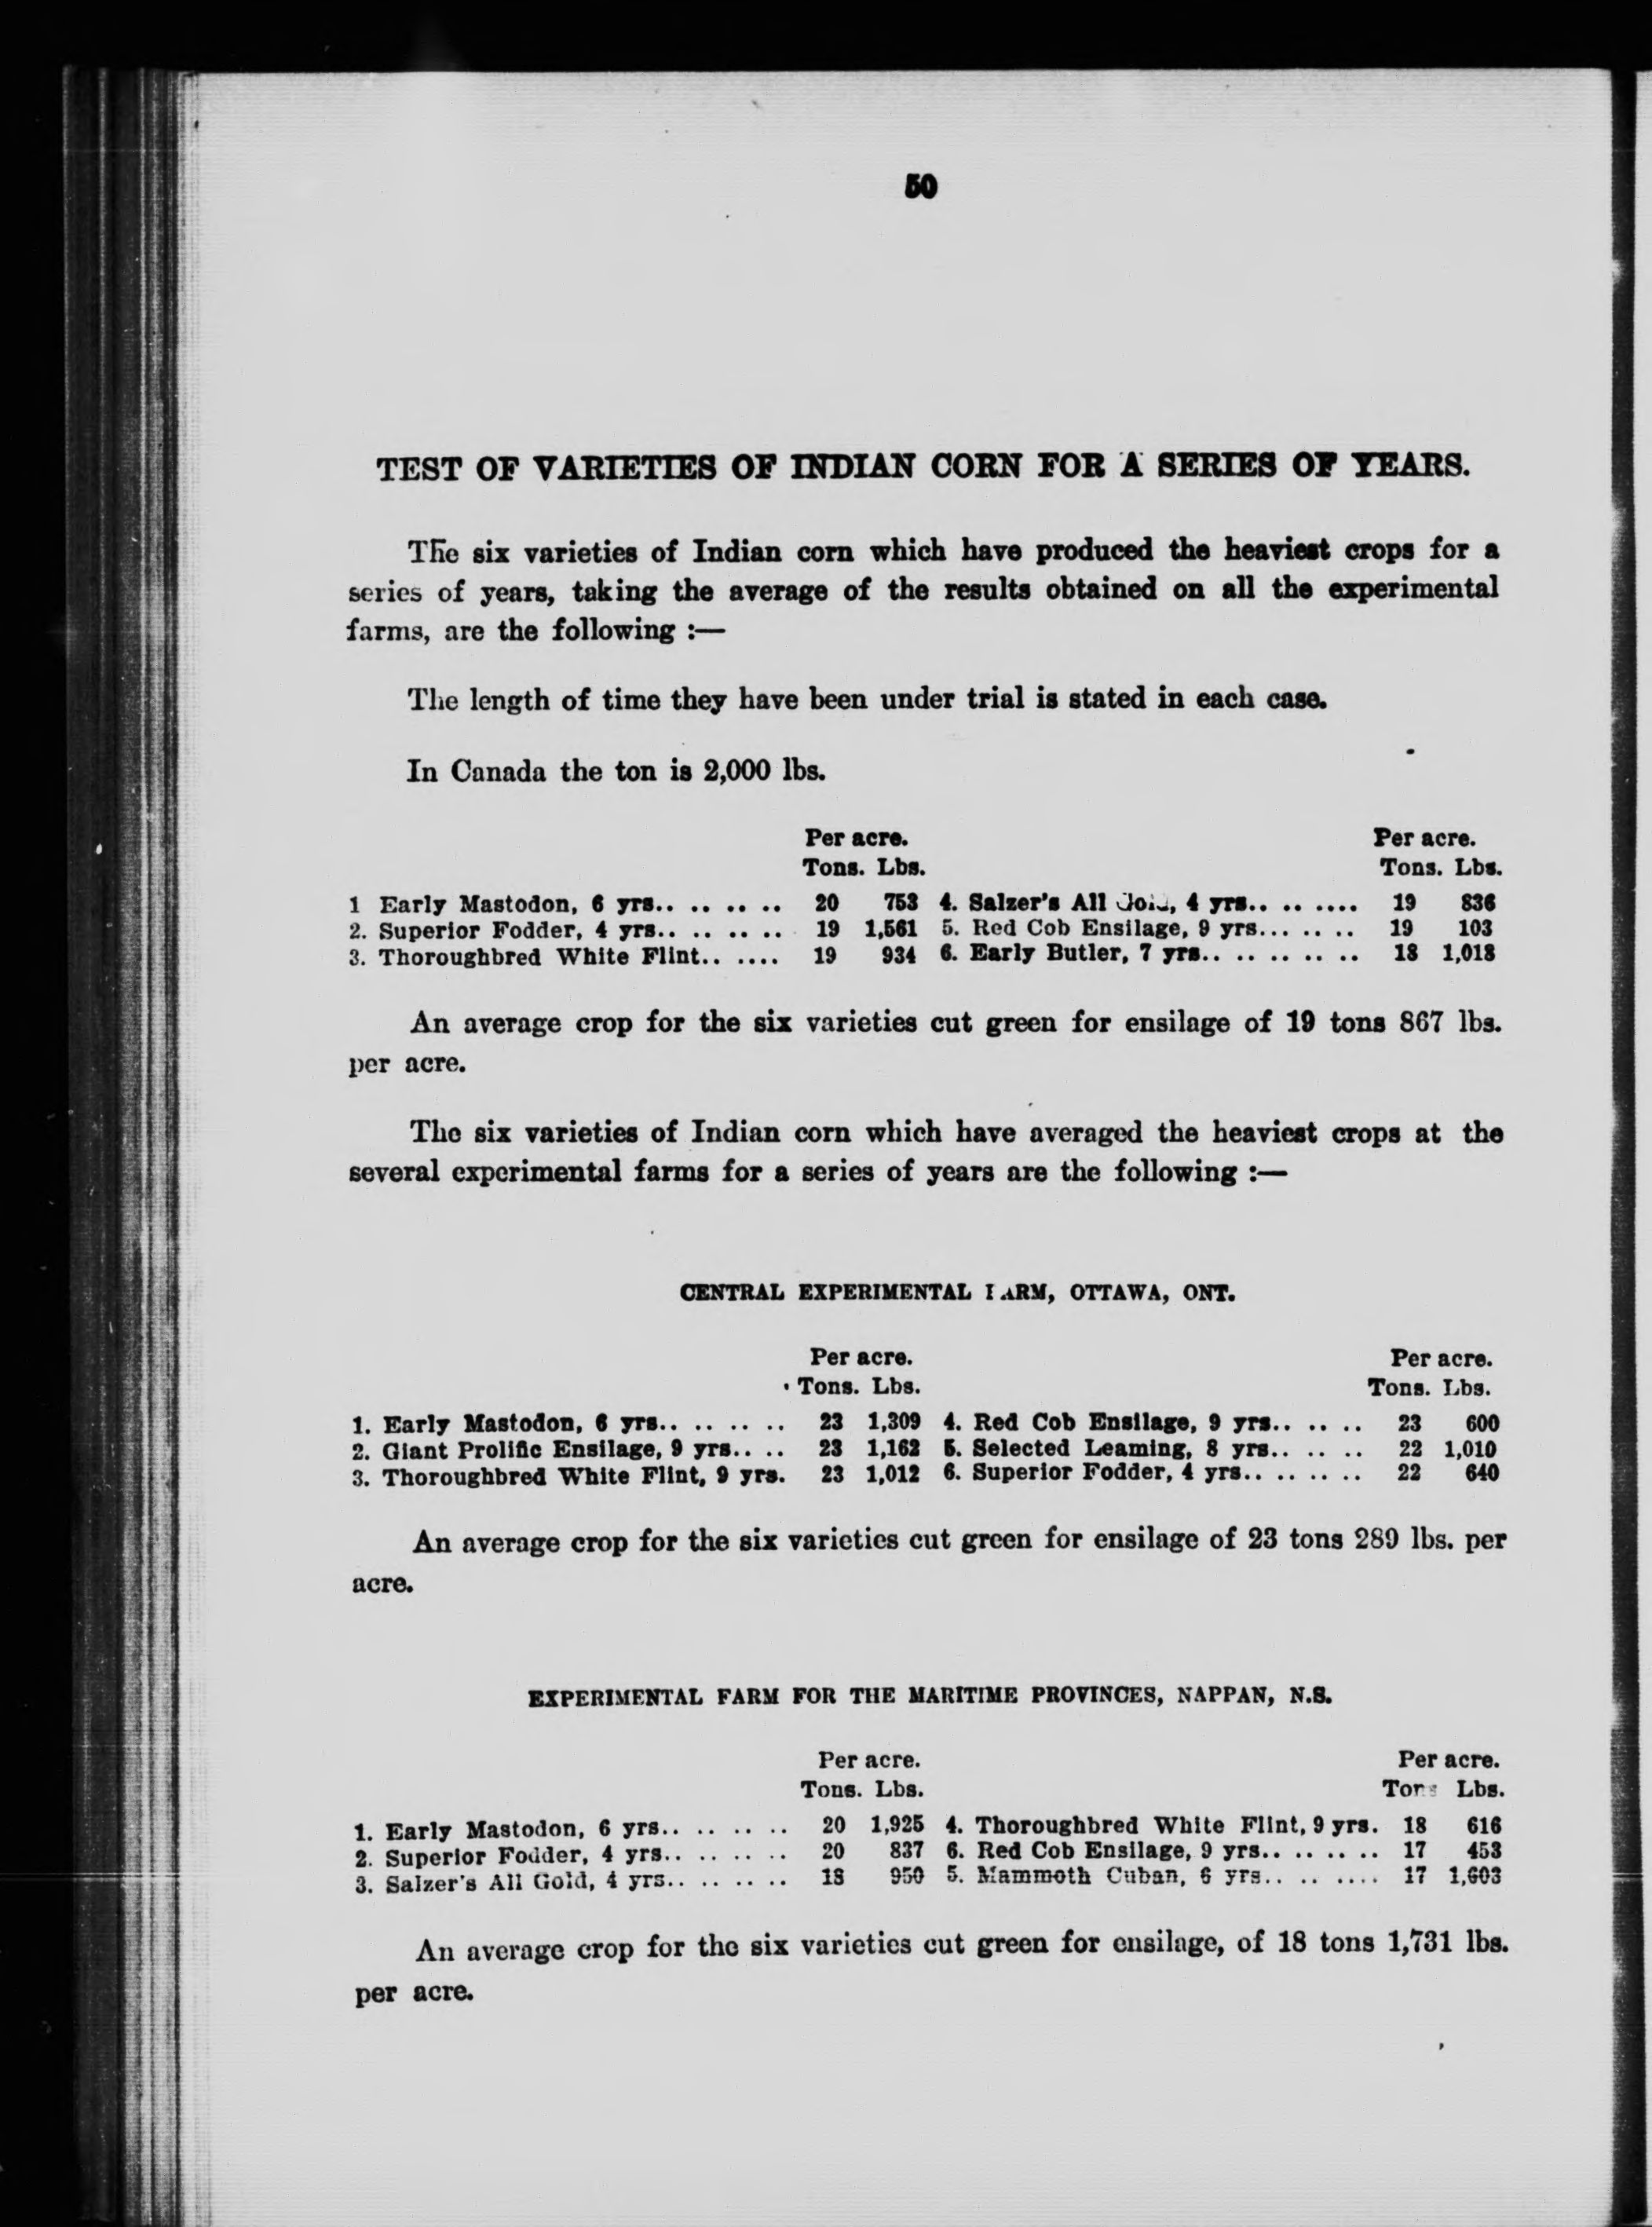 50
TEST OF VARIETIES OF INDIAN CORN FOR A SERIES OF YEARS.
The six varieties of Indian corn which have produced the heaviest crops for a
series of years, taking the average of the results obtained on all the experimental
farms, are the following :—
The length of time they have been under trial is stated in each case.
In Canada the ton is 2,000 lbs.
Per acre. Per acre.
Tons. Lbs. Tons. Lbs.
1 Early Mastodon, 6 yrs.. .. .. .. .. 20 753 4. Salzer's All Gold, 4 yrs.. .. .. .. 19 836
2. Superior Fodder, 4 yrs.. .. .. .. .. 19 1,561 5. Red Cob Ensilage, 9 yrs... .. .. .. 19 103
3. Thoroughbred White Flint.. .. .. 19 934 6. Early Butler, 7 yrs.. .. .. .. .. .. 18 1,018
An average crop for the six varieties cut green for ensilage of 19 tons 867 lbs.
per acre.
The six varieties of Indian corn which have averaged the heaviest crops at the
several experimental farms for a series of years are the following :—
CENTRAL EXPERIMENTAL FARM, OTTAWA, ONT.
Per acre. Per acre.
Tons. Lbs. Tons. Lbs.
1. Early Mastodon, 6 yrs.. .. .. .. .. 23 1,309 4. Red Cob Ensilage, 9 yrs.. .. .. .. 23 600
2. Giant Prolific Ensilage, 9 yrs.. .. .. 23 1,162 5. Selected Leaming, 8 yrs.. .. .. .. 22 1,010
3. Thoroughbred White Flint, 9 yrs. 23 1,012 6. Superior Fodder, 4 yrs.. .. .. .. .. 22 640
An average crop for the six varieties cut green for ensilage of 23 tons 289 lbs. per
acre.
EXPERIMENTAL FARM FOR THE MARITIME PROVINCES, NAPPAN, N.S.
Per acre. Per acre.
Tons. Lbs. Tons Lbs.
1. Early Mastodon, 6 yrs.. .. .. .. .. 20 1,925 4. Thoroughbred White Flint, 9 yrs. 18 616
2. Superior Fodder, 4 yrs.. .. .. .. .. 20 837 6. Red Cob Ensilage, 9 yrs.. .. .. .. .. 17 453
3. Salzer's All Gold, 4 yrs.. .. .. .. .. 18 950 5. Mammoth Cuban, 6 yrs.. .. .. .. 17 1,603
An average crop for the six varieties cut green for ensilage, of 18 tons 1,731 lbs.
per acre.